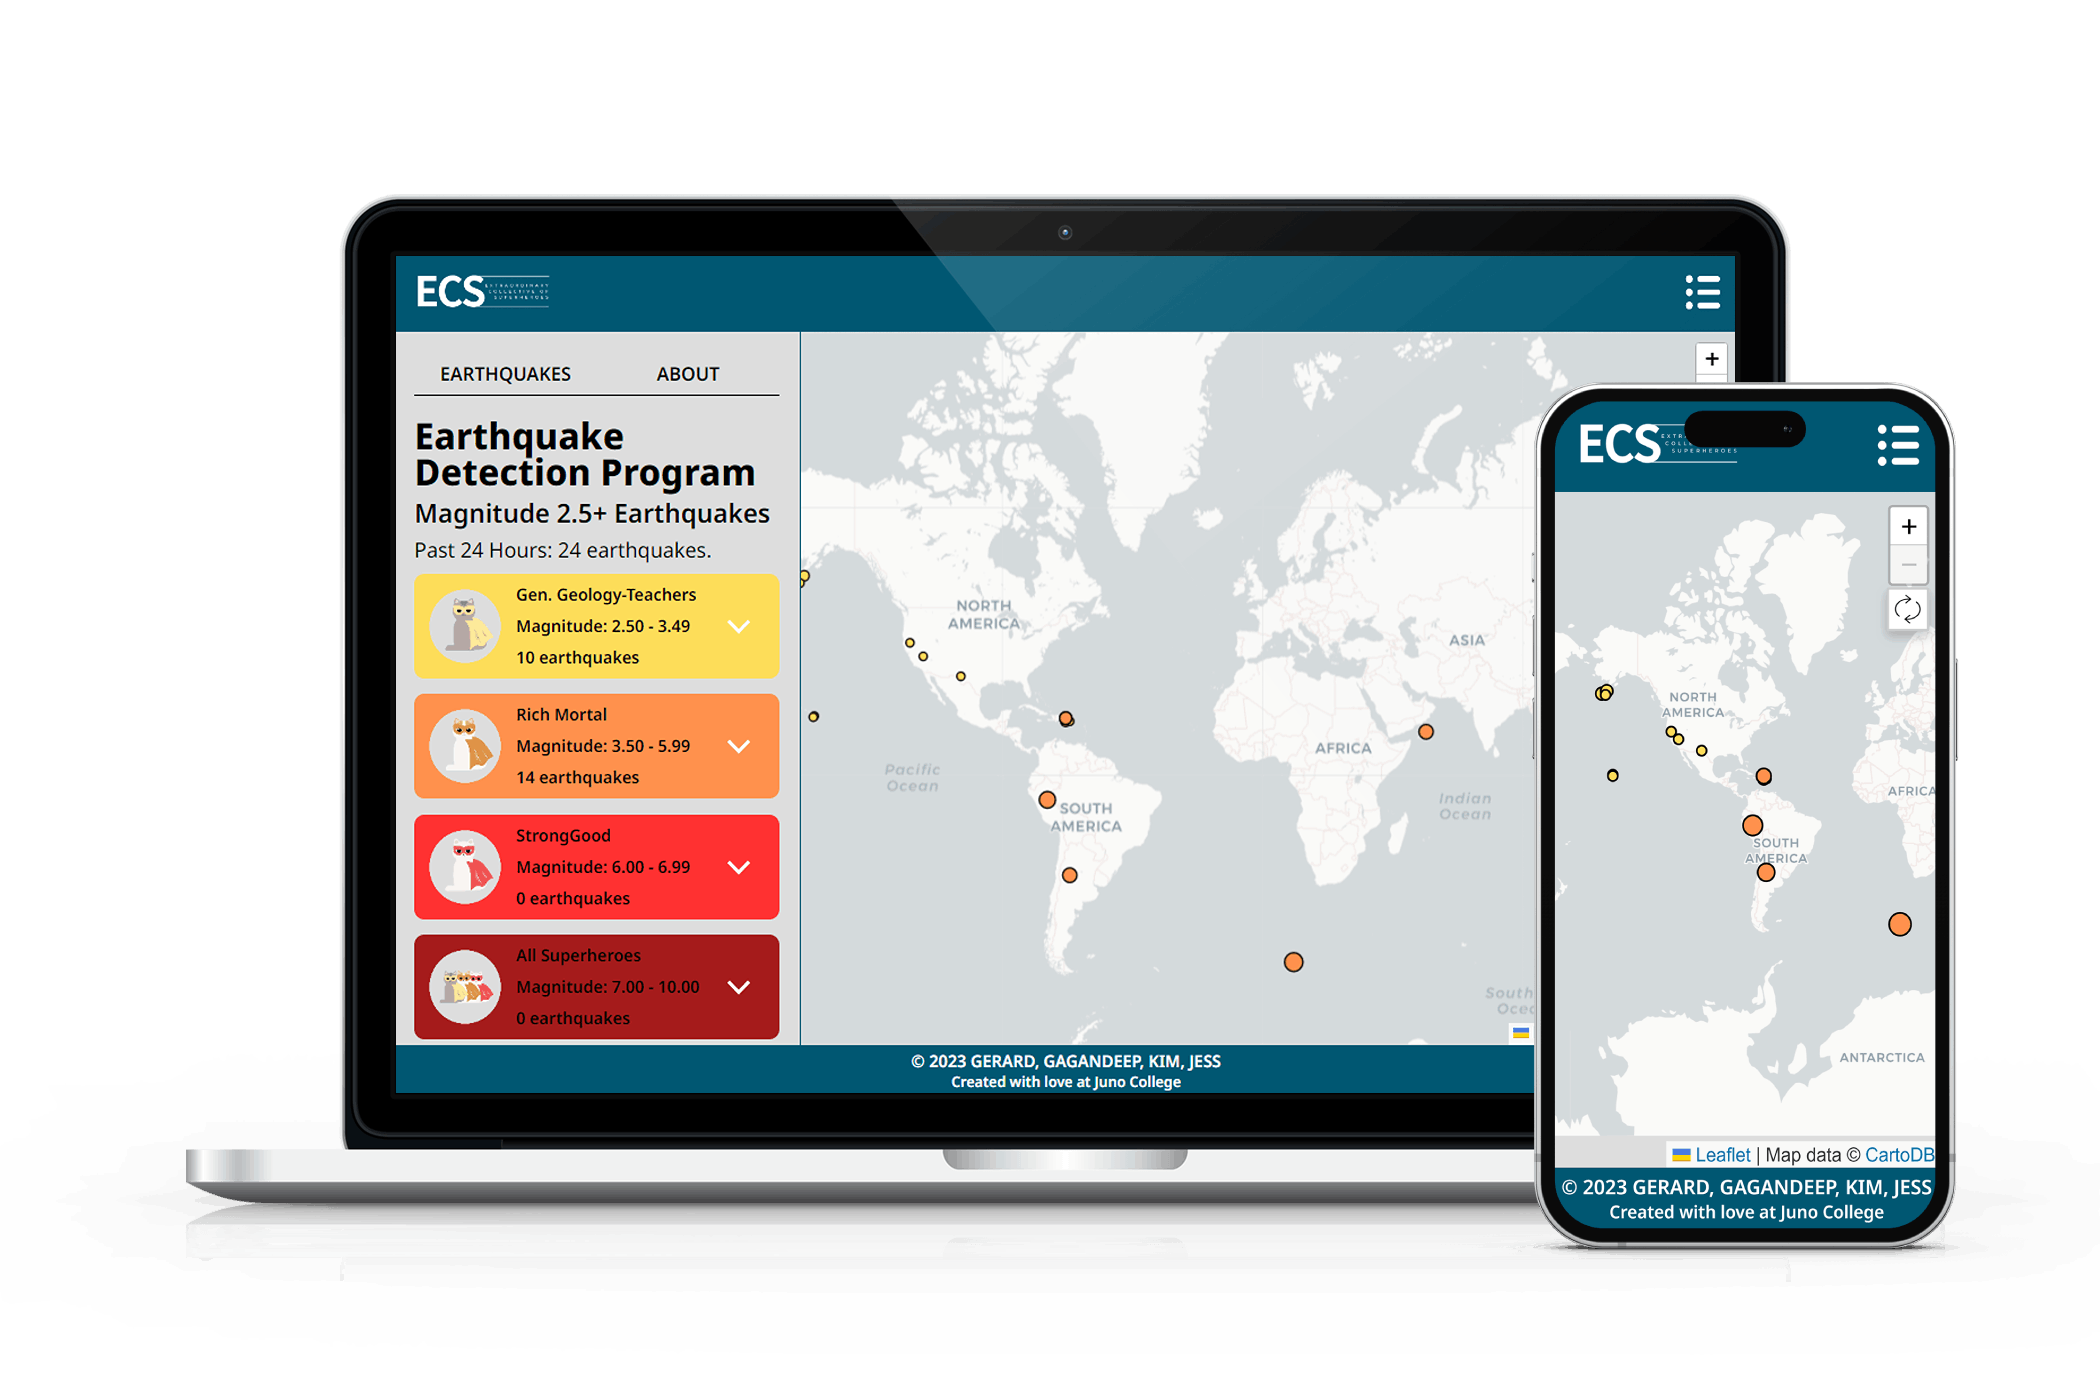 ECS
EXTRAORDINARY
COLLECTIVE OF
SUPERHEROES
EARTHQUAKES
ABOUT
Earthquake
Detection Program
Magnitude 2.5+ Earthquakes
Past 24 Hours: 24 earthquakes.
Gen. Geology-Teachers
Magnitude: 2.50 - 3.49
10 earthquakes
Rich Mortal
Magnitude: 3.50 - 5.99
14 earthquakes
StrongGood
Magnitude: 6.00 - 6.99
0 earthquakes
All Superheroes
Magnitude: 7.00 - 10.00
0 earthquakes
+
NORTH
AMERICA
ASIA
AFRICA
Pacific
Ocean
SOUTH
AMERICA
Indian
Ocean
South
© 2023 GERARD, GAGANDEEP, KIM, JESS
Created with love at Juno College
ECS
SUPERHEROES
+
−
NORTH
AMERICA
AFRICA
SOUTH
AMERICA
ANTARCTICA
Leaflet | Map data © CartoDB
© 2023 GERARD, GAGANDEEP, KIM, JESS
Created with love at Juno College